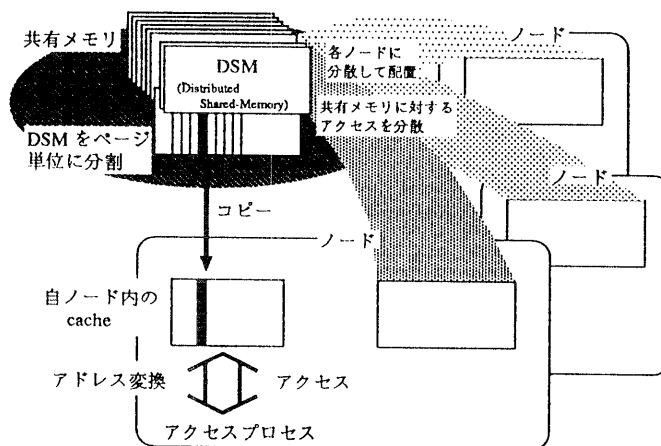 共有メモリ
DSM
(Distributed
Shared-Memory)
DSM をページ
単位に分割
各ノードに
分散して配置
共有メモリに対する
アクセスを分散
ノード
ノード
コピー
ノード
自ノード内の
cache
アドレス変換
アクセス
アクセスプロセス